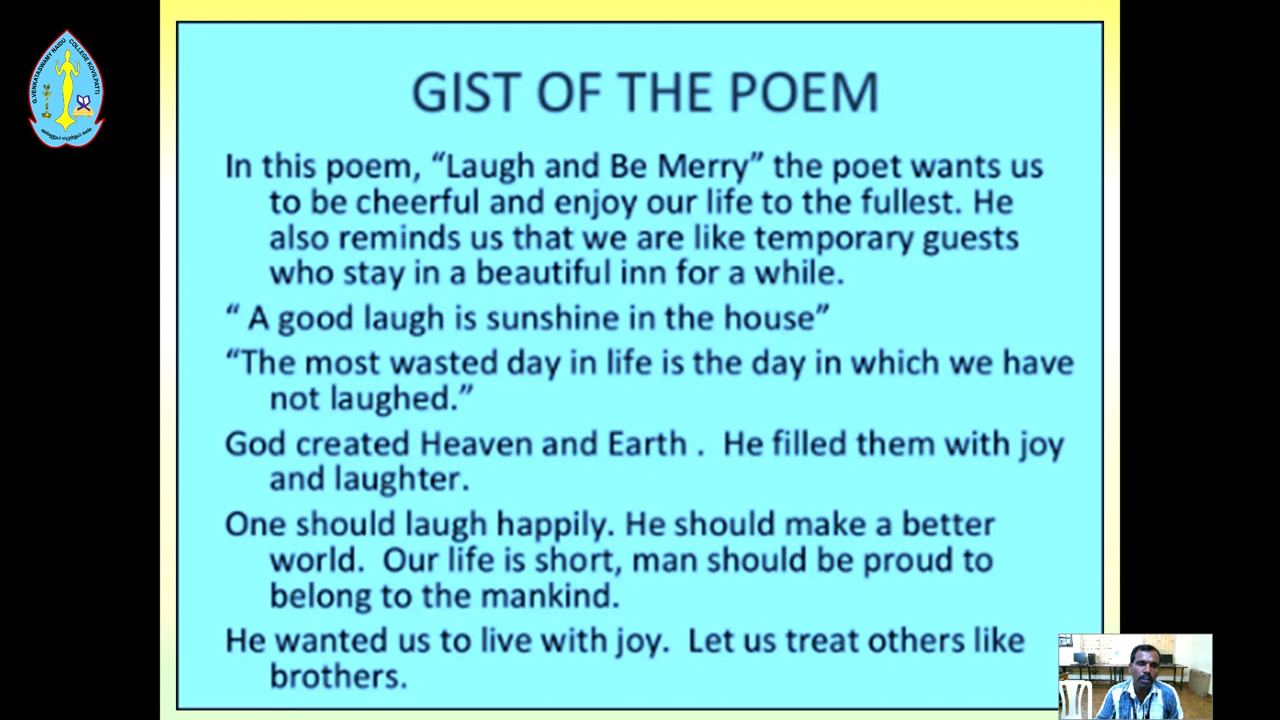 G.VENKATASWAMY NAIDU COLLEGE KOVILPATTI
GIST OF THE POEM
In this poem, “Laugh and Be Merry” the poet wants us
to be cheerful and enjoy our life to the fullest. He
also reminds us that we are like temporary guests
who stay in a beautiful inn for a while.
“ A good laugh is sunshine in the house”
“The most wasted day in life is the day in which we have
not laughed.”
God created Heaven and Earth .  He filled them with joy
and laughter.
One should laugh happily. He should make a better
world.  Our life is short, man should be proud to
belong to the mankind.
He wanted us to live with joy.  Let us treat others like
brothers.